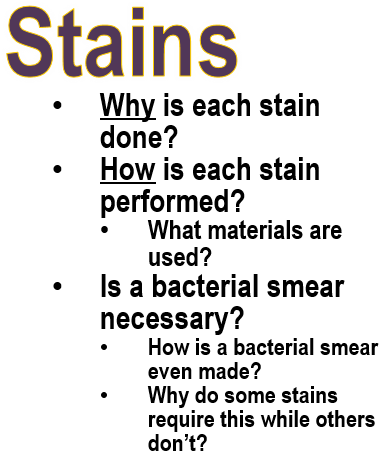 Stains
• Why is each stain
done?
• How is each stain
performed?
• What materials are
used?
• Is a bacterial smear
necessary?
• How is a bacterial smear
even made?
• Why do some stains
require this while others
don't?